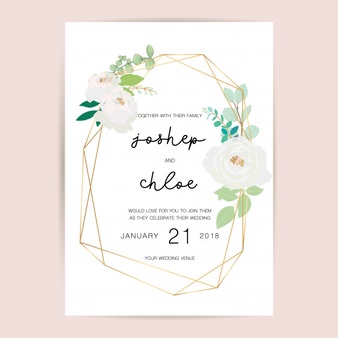 TOGETHER WITH THEIR FAMILY
joshep
AND
chloe
WOULD LOVE FOR YOU TO JOIN THEM
AS THEY CELEBRATE THEIR WEDDING
JANUARY 21 2018
YOUR WEDDING VENUE